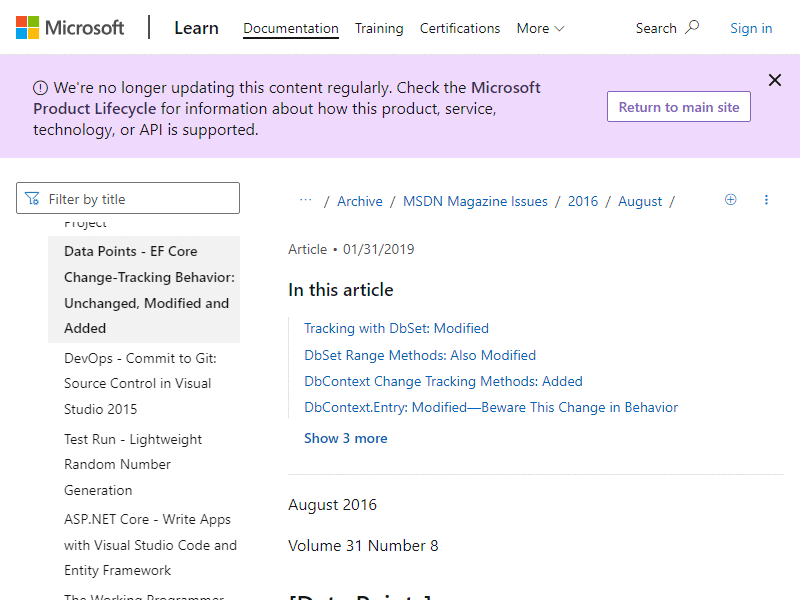 Microsoft
Learn
Documentation
Training
Certifications
More
Search
Sign in
We're no longer updating this content regularly. Check the Microsoft
Product Lifecycle for information about how this product, service,
technology, or API is supported.
Return to main site
Filter by title
Project
Data Points - EF Core
Change-Tracking Behavior:
Unchanged, Modified and
Added
DevOps - Commit to Git:
Source Control in Visual
Studio 2015
Test Run - Lightweight
Random Number
Generation
ASP.NET Core - Write Apps
with Visual Studio Code and
Entity Framework
The Working Programmer
… / Archive / MSDN Magazine Issues / 2016 / August /
Article • 01/31/2019
In this article
Tracking with DbSet: Modified
DbSet Range Methods: Also Modified
DbContext Change Tracking Methods: Added
DbContext.Entry: Modified—Beware This Change in Behavior
Show 3 more
August 2016
Volume 31 Number 8
[Data Points]